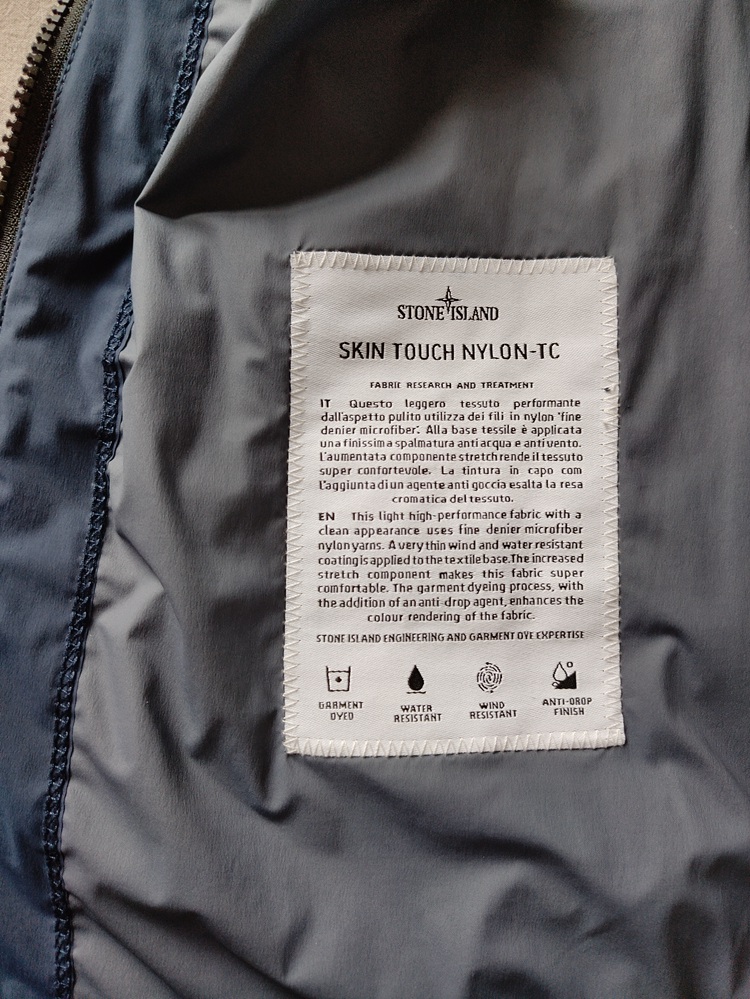 STONE ISLAND
SKIN TOUCH NYLON-TC
FABRIC RESEARCH AND TREATMENT
IT Questo leggero tessuto performante
dall'aspetto pulito utilizza dei fili in nylon 'fine
denier microfiber'. Alla base tessile è applicata
una finissima spalmatura anti acqua e anti vento.
L'aumentata componente stretch rende il tessuto
super confortevole. La tintura in capo com
l'aggiunta di un agente anti goccia esalta la resa
cromatica del tessuto.
EN This light high-performance fabric with a
clean appearance uses fine denier microfiber
nylon yarns. A very thin wind and water resistant
coating is applied to the textile base. The increased
stretch component makes this fabric super
comfortable. The garment dyeing process, with
the addition of an anti-drop agent, enhances the
colour rendering of the fabric.
STONE ISLAND ENGINEERING AND GARMENT DYE EXPERTISE
GARMENT DYED
WATER RESISTANT
WIND RESISTANT
ANTI-DROP FINISH